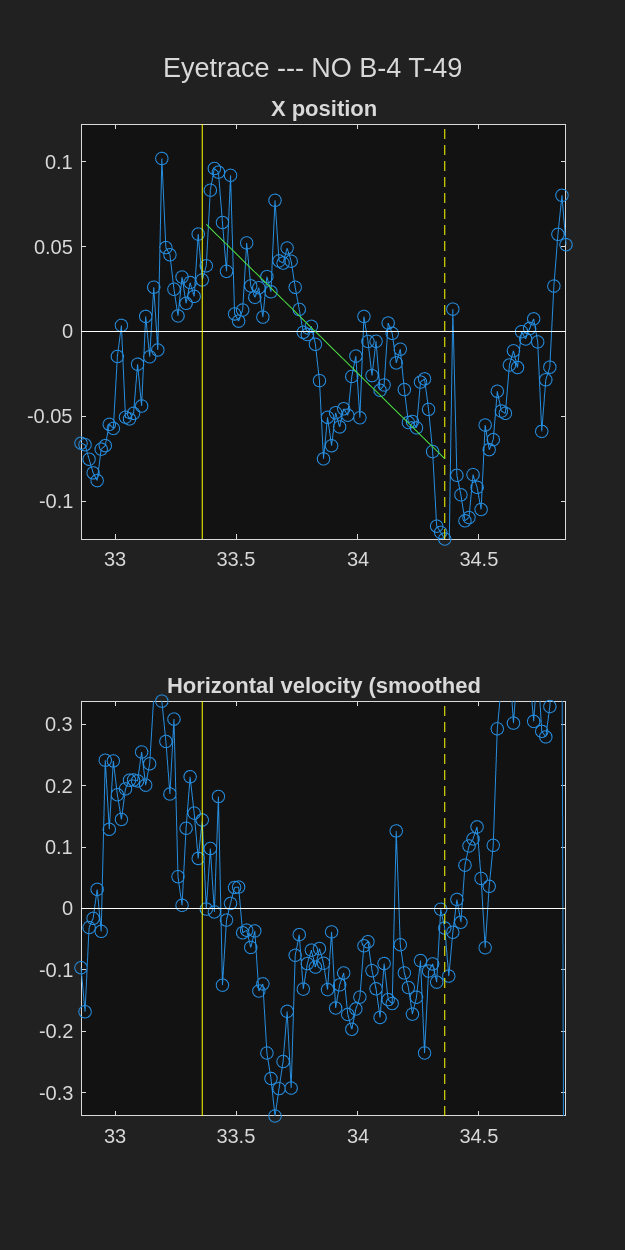 Eyetrace --- NO B-4 T-49
X position
0.1
0.05
0
-0.05
-0.1
33 33.5 34 34.5
Horizontal velocity (smoothed
0.3
0.2
0.1
0
-0.1
-0.2
-0.3
33 33.5 34 34.5